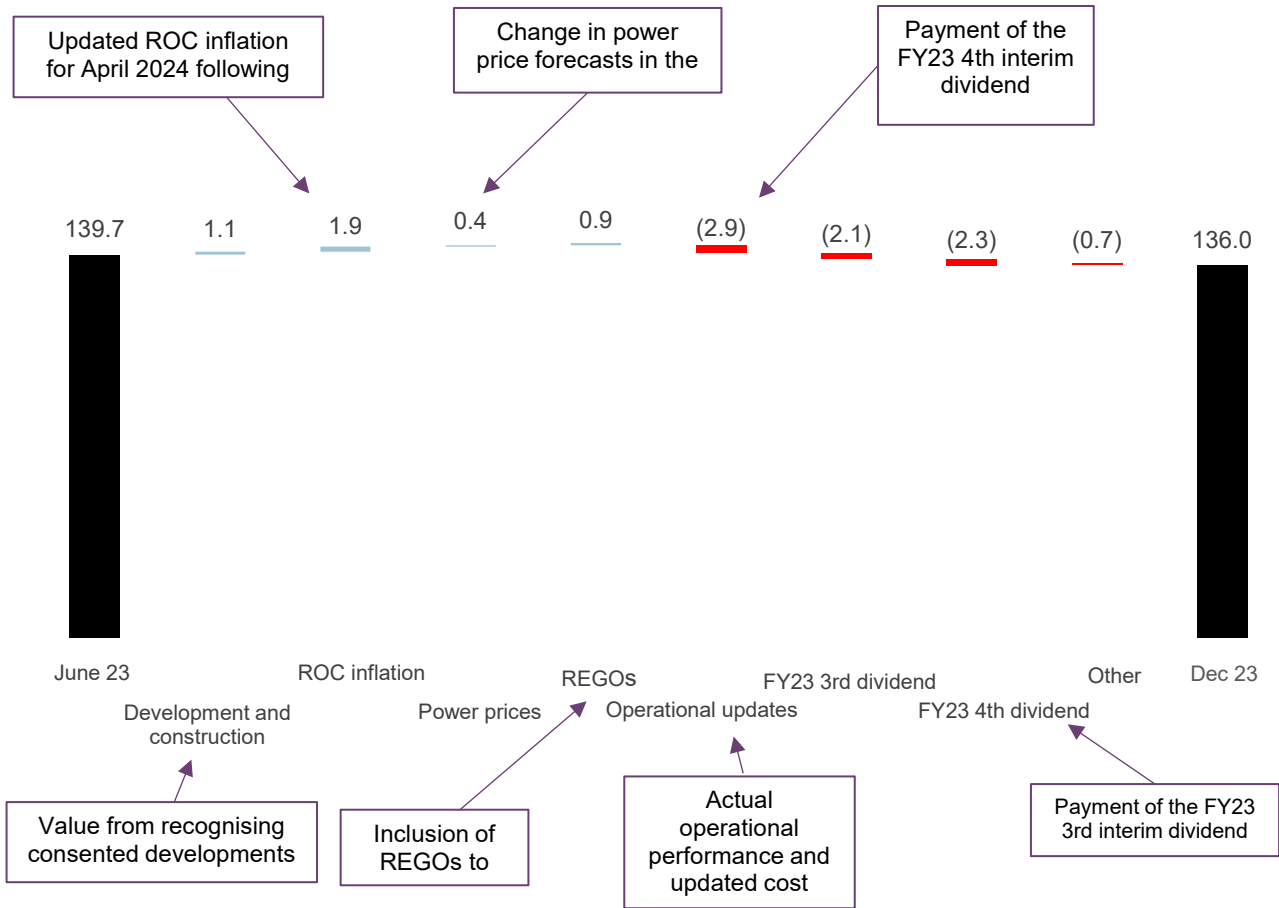 Updated ROC inflation
for April 2024 following
Change in power
price forecasts in the
Payment of the
FY23 4th interim
dividend
139.7
1.1
1.9
0.4
0.9
(2.9)
(2.1)
(2.3)
(0.7)
136.0
June 23
Development and
construction
ROC inflation
Power prices
REGOs
Operational updates
FY23 3rd dividend
FY23 4th dividend
Other
Dec 23
Value from recognising
consented developments
Inclusion of
REGOs to
Actual
operational
performance and
updated cost
Payment of the FY23
3rd interim dividend